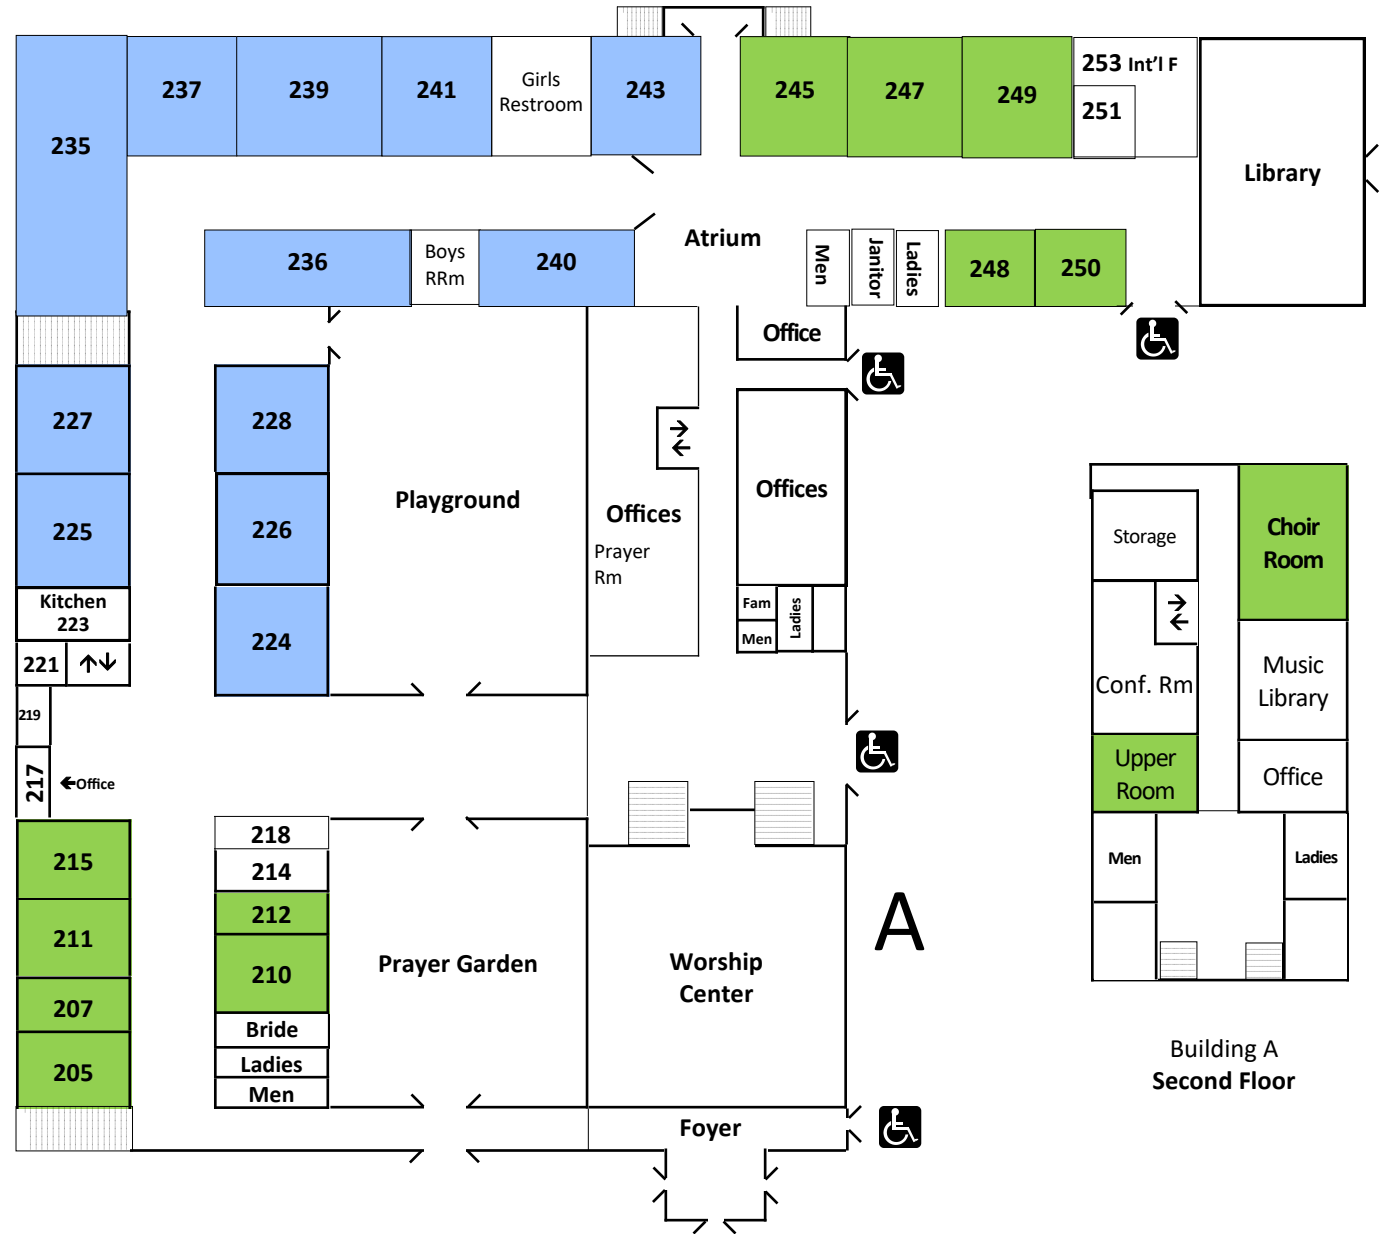 237
239
241
Girls
Restroom
243
245
247
249
253 Int'l F
251
235
Library
236
Boys
RRm
240
Atrium
Men
Janitor
Ladies
248
250
Office
227
228
Playground
Offices
Prayer
Rm
Offices
225
226
Kitchen
223
224
221
Fam
Men
Ladies
219
217
←Office
218
214
215
212
211
210
Prayer Garden
Worship
Center
A
207
Bride
205
Ladies
Men
Foyer
Storage
Choir
Room
Conf. Rm
Music
Library
Upper
Room
Office
Men
Ladies
Building A
Second Floor